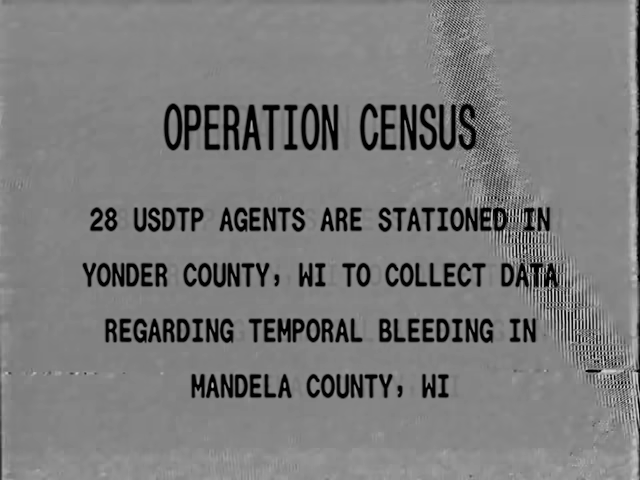 OPERATION CENSUS
28 USDTP AGENTS ARE STATIONED IN
YONDER COUNTY, WI TO COLLECT DATA
REGARDING TEMPORAL BLEEDING IN
MANDELA COUNTY, WI